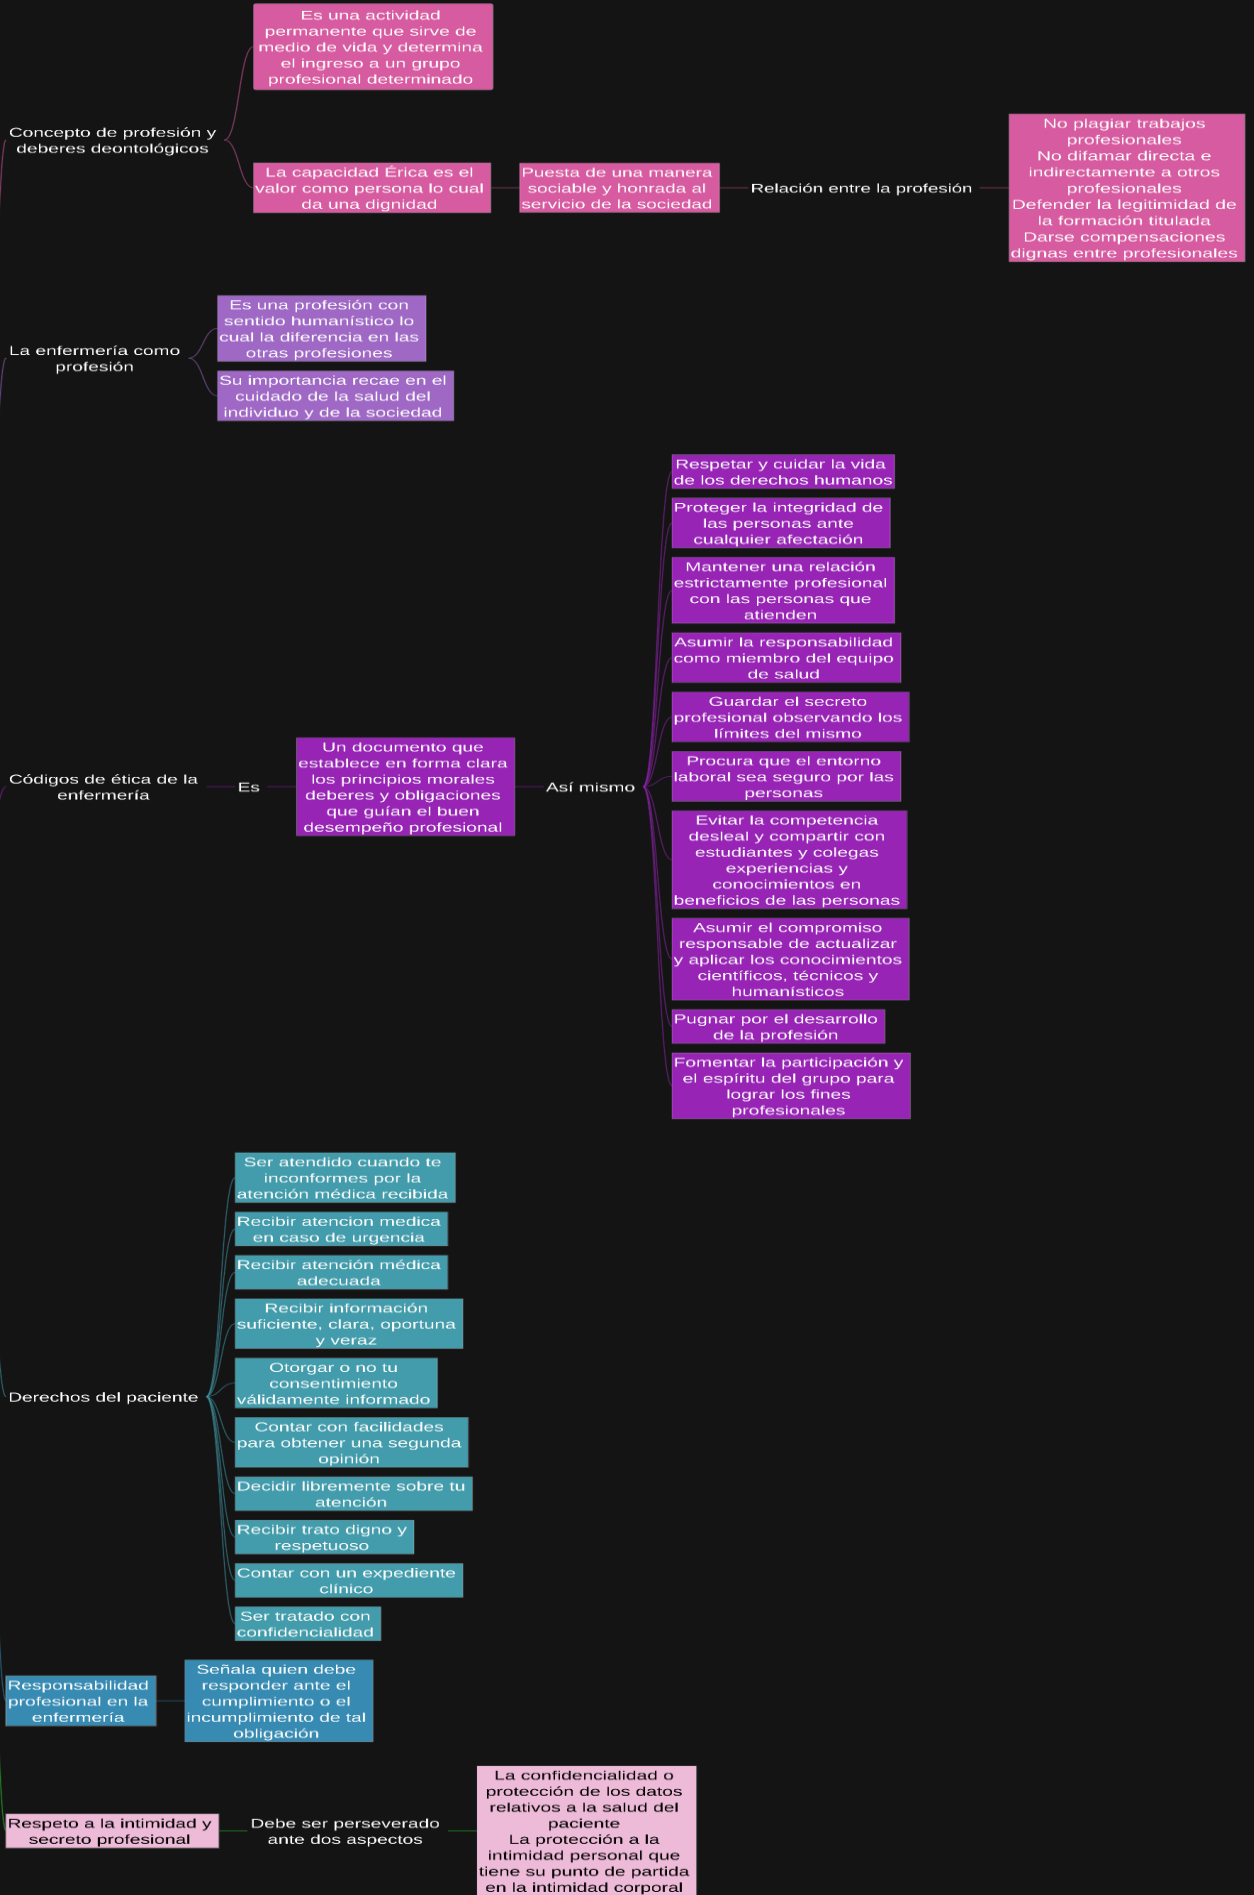 Es una actividad
permanente que sirve de
medio de vida y determina
el ingreso a un grupo
profesional determinado
Concepto de profesión y
deberes deontológicos
La capacidad Érica es el
valor como persona lo cual
da una dignidad
Puesta de una manera
sociable y honrada al
servicio de la sociedad
Relación entre la profesión
No plagiar trabajos
profesionales
No difamar directa e
indirectamente a otros
profesionales
Defender la legitimidad de
la formación titulada
Darse compensaciones
dignas entre profesionales
La enfermería como
profesión
Es una profesión con
sentido humanístico lo
cual la diferencia en las
otras profesiones
Su importancia recae en el
cuidado de la salud del
individuo y de la sociedad
Códigos de ética de la
enfermería
Es
Un documento que
establece en forma clara
los principios morales
deberes y obligaciones
que guían el buen
desempeño profesional
Así mismo
Respetar y cuidar la vida
de los derechos humanos
Proteger la integridad de
las personas ante
cualquier afectación
Mantener una relación
estrictamente profesional
con las personas que
atienden
Asumir la responsabilidad
como miembro del equipo
de salud
Guardar el secreto
profesional observando los
límites del mismo
Procura que el entorno
laboral sea seguro por las
personas
Evitar la competencia
desleal y compartir con
estudiantes y colegas
experiencias y
conocimientos en
beneficios de las personas
Asumir el compromiso
responsable de actualizar
y aplicar los conocimientos
científicos, técnicos y
humanísticos
Pugnar por el desarrollo
de la profesión
Fomentar la participación y
el espíritu del grupo para
lograr los fines
profesionales
Derechos del paciente
Ser atendido cuando te
inconformes por la
atención médica recibida
Recibir atencion medica
en caso de urgencia
Recibir atención médica
adecuada
Recibir información
suficiente, clara, oportuna
y veraz
Otorgar o no tu
consentimiento
válidamente informado
Contar con facilidades
para obtener una segunda
opinión
Decidir libremente sobre tu
atención
Recibir trato digno y
respetuoso
Contar con un expediente
clínico
Ser tratado con
confidencialidad
Responsabilidad
profesional en la
enfermería
Señala quien debe
responder ante el
cumplimiento o el
incumplimiento de tal
obligación
Respeto a la intimidad y
secreto profesional
Debe ser perseverado
ante dos aspectos
La confidencialidad o
protección de los datos
relativos a la salud del
paciente
La protección a la
intimidad personal que
tiene su punto de partida
en la intimidad corporal